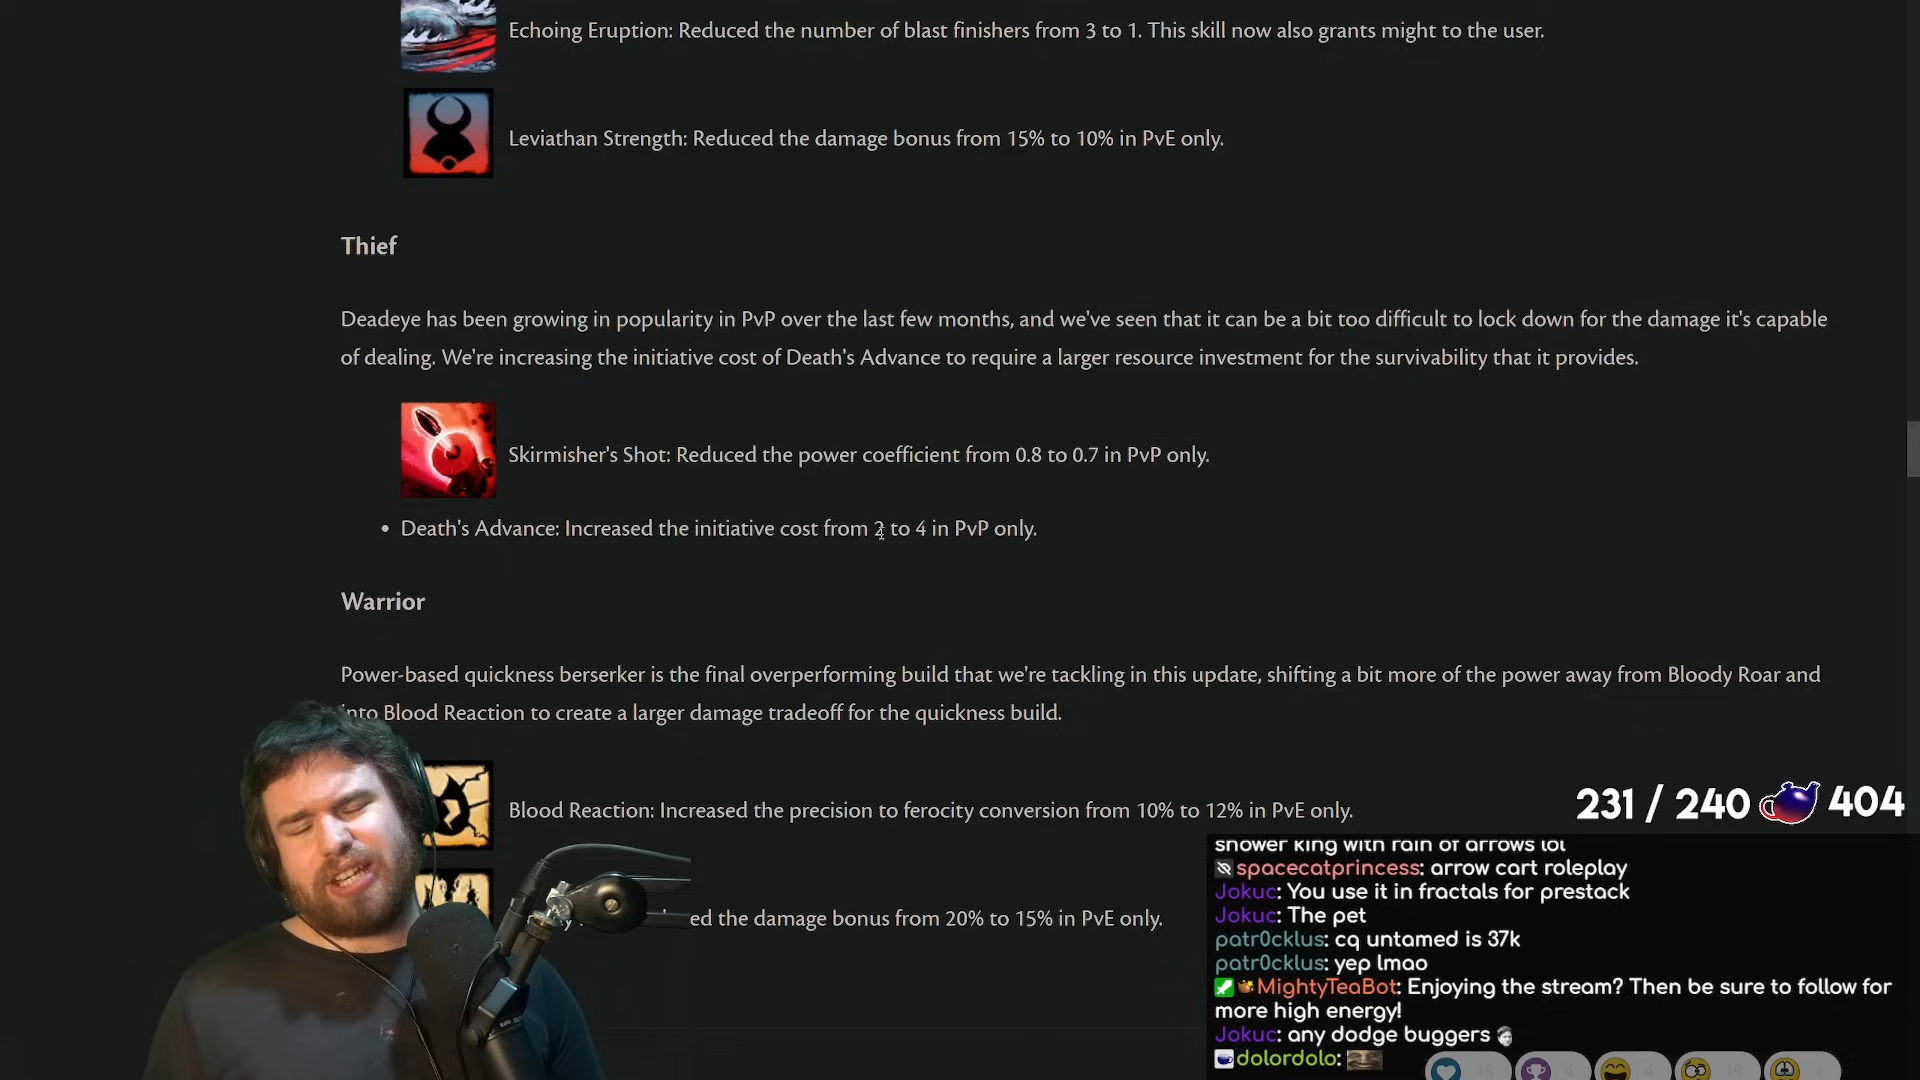 Echoing Eruption: Reduced the number of blast finishers from 3 to 1. This skill now also grants might to the user.
Leviathan Strength: Reduced the damage bonus from 15% to 10% in PvE only.
Thief
Deadeye has been growing in popularity in PvP over the last few months, and we've seen that it can be a bit too difficult to lock down for the damage it's capable
of dealing. We're increasing the initiative cost of Death's Advance to require a larger resource investment for the survivability that it provides.
Skirmisher's Shot: Reduced the power coefficient from 0.8 to 0.7 in PvP only.
• Death's Advance: Increased the initiative cost from 2 to 4 in PvP only.
Warrior
Power-based quickness berserker is the final overperforming build that we're tackling in this update, shifting a bit more of the power away from Bloody Roar and
into Blood Reaction to create a larger damage tradeoff for the quickness build.
Blood Reaction: Increased the precision to ferocity conversion from 10% to 12% in PvE only.
ed the damage bonus from 20% to 15% in PvE only.
231 / 240 404
shower king with rain of arrows lol
spacecatprincess: arrow cart roleplay
Jokuc: You use it in fractals for prestack
Jokuc: The pet
patr0cklus: cq untamed is 37k
patr0cklus: yep lmao
MightyTeaBot: Enjoying the stream? Then be sure to follow for
more high energy!
Jokuc: any dodge buggers
dolordolo: